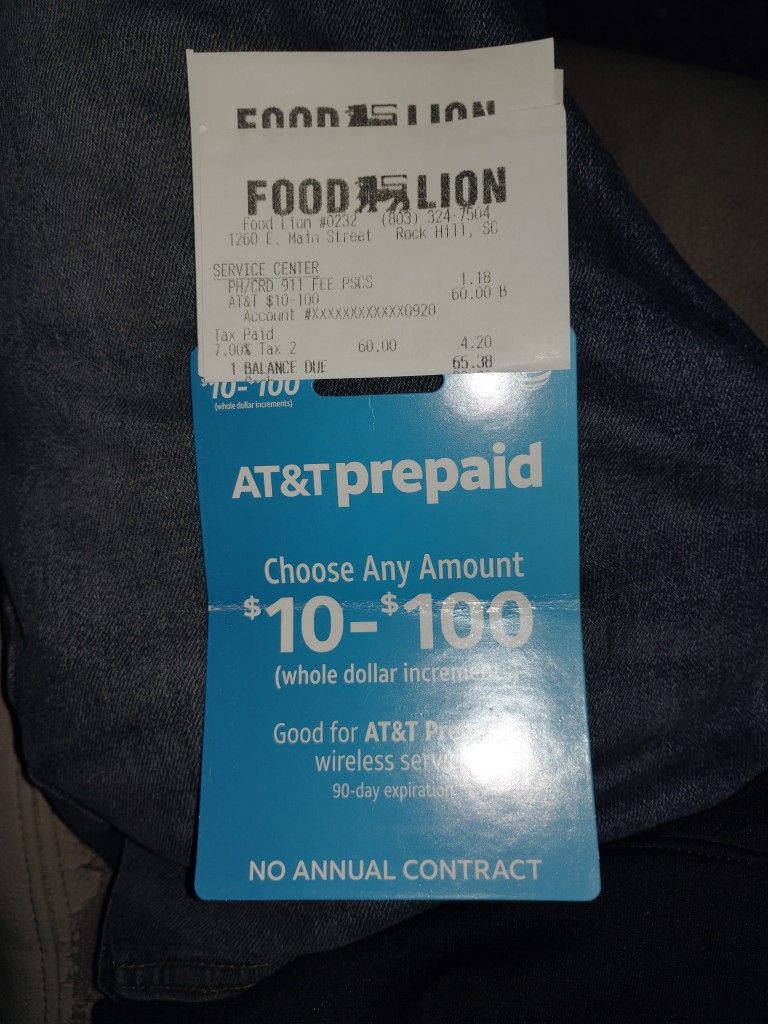 FOOD LION
FOOD LION
Food Lion #0232 (803) 324-7504
1260 E. Main Street Rock Hill, SC
SERVICE CENTER
PH/CRD 911 FEE PSCS 1.18
AT&T $10-100 60.00 B
Account #XXXXXXXXXXXX0920
Tax Paid
7.00% Tax 2 60.00 4.20
1 BALANCE DUE 65.38
$10-$100
(whole dollar increments)
AT&T prepaid
Choose Any Amount
$10-$100
(whole dollar increments)
Good for AT&T
wireless
90-day expiration
NO ANNUAL CONTRACT